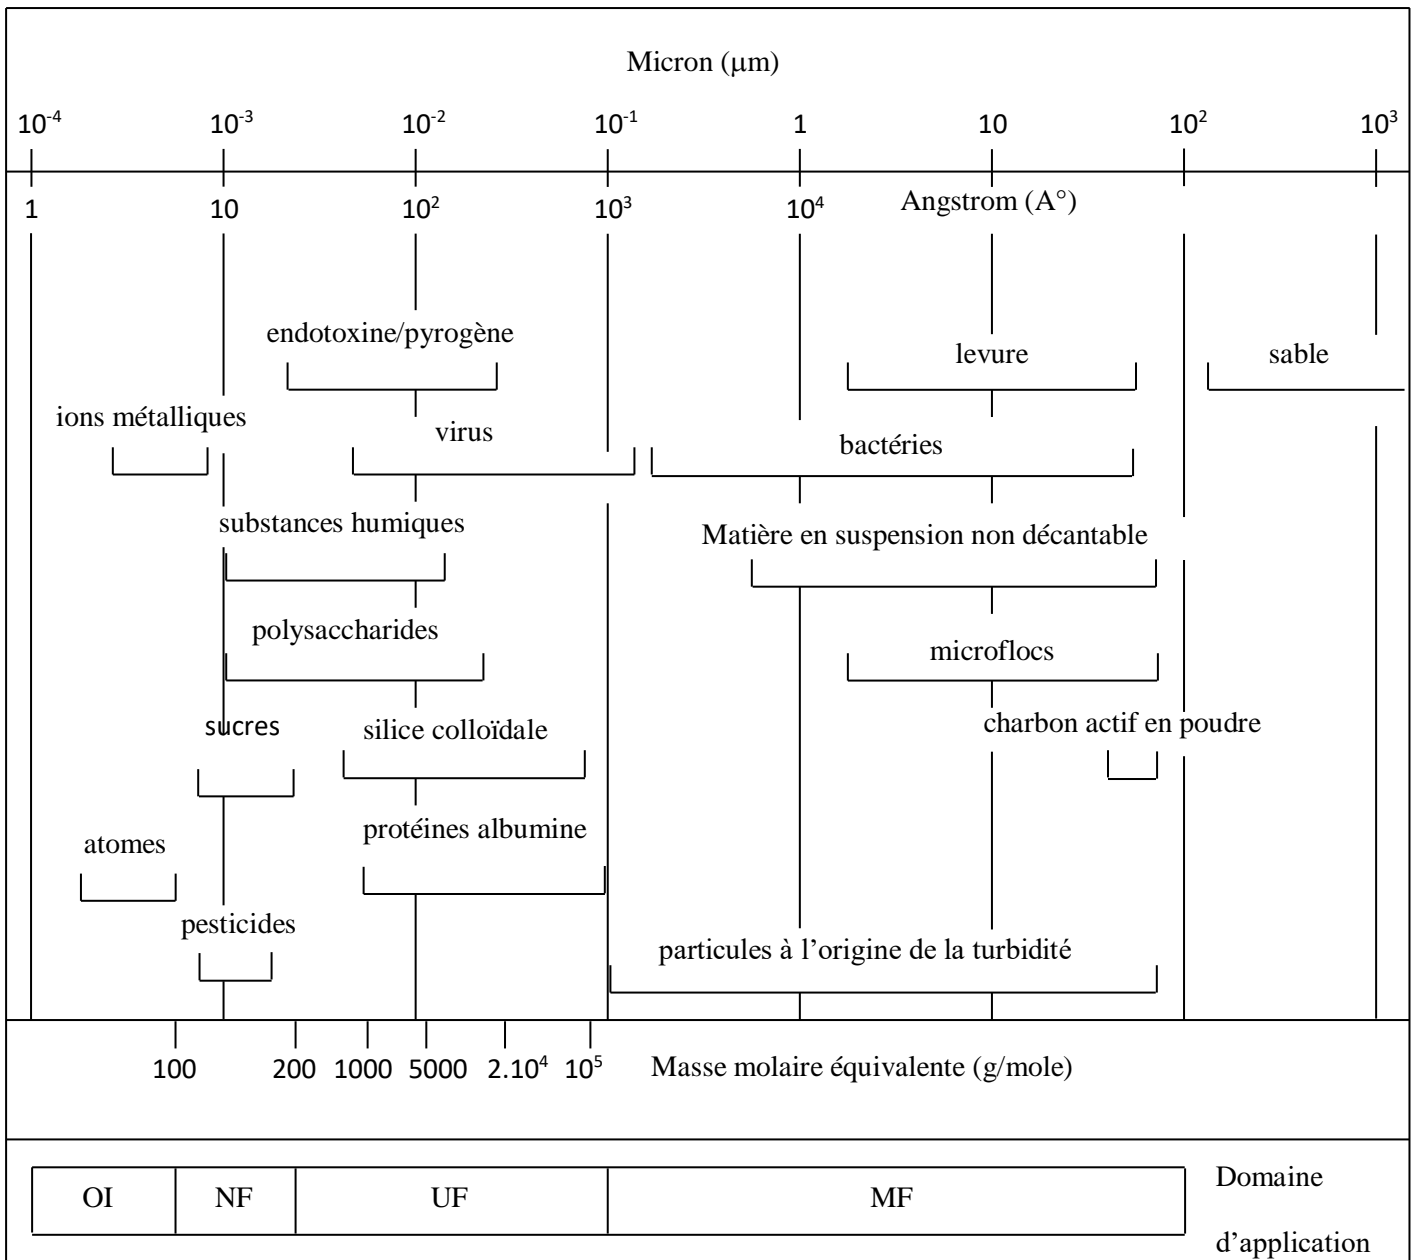 Micron (μm)
10⁻⁴ 10⁻³ 10⁻² 10⁻¹ 1 10 10² 10³
1 10 10² 10³ 10⁴ Angstrom (A°)
endotoxine/pyrogène
levure
sable
ions métalliques
virus
bactéries
substances humiques
Matière en suspension non décantable
polysaccharides
microflocs
sucres
silice colloïdale
charbon actif en poudre
protéines albumine
atomes
pesticides
particules à l’origine de la turbidité
100 200 1000 5000 2.10⁴ 10⁵ Masse molaire équivalente (g/mole)
OI NF UF MF
Domaine
d’application